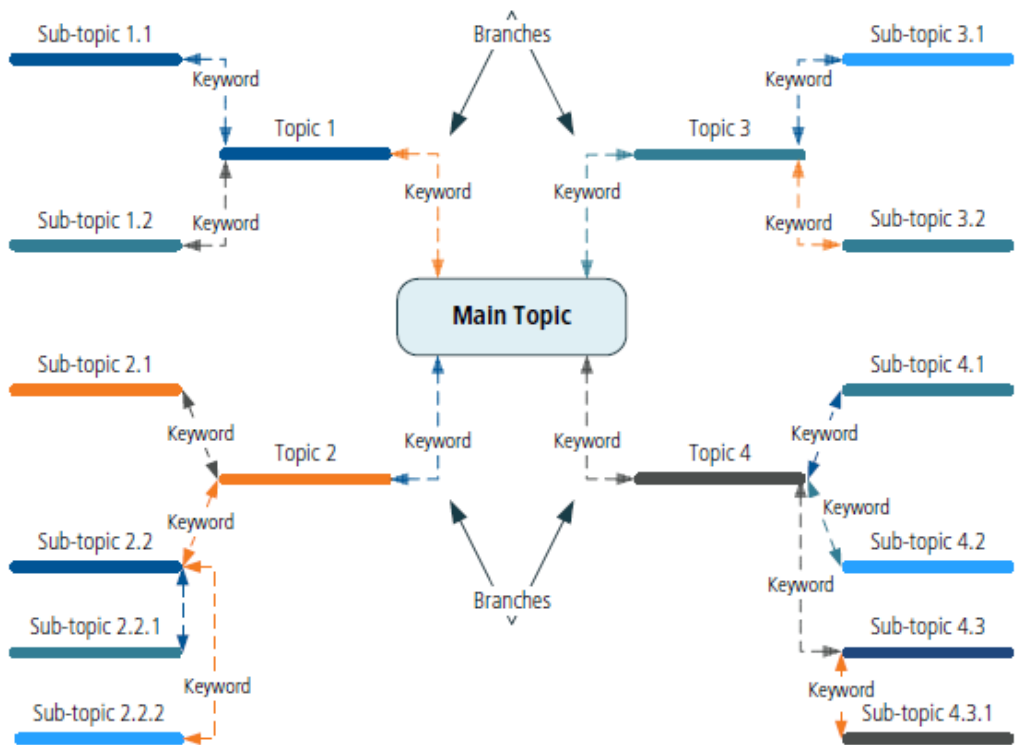 Sub-topic 1.1
Branches
Sub-topic 3.1
Keyword
Keyword
Topic 1
Topic 3
Keyword
Keyword
Sub-topic 1.2
Keyword
Keyword
Sub-topic 3.2
Main Topic
Sub-topic 2.1
Sub-topic 4.1
Keyword
Keyword
Keyword
Keyword
Topic 2
Topic 4
Keyword
Keyword
Sub-topic 2.2
Sub-topic 4.2
Keyword
Branches
Sub-topic 2.2.1
Sub-topic 4.3
Keyword
Keyword
Sub-topic 2.2.2
Sub-topic 4.3.1